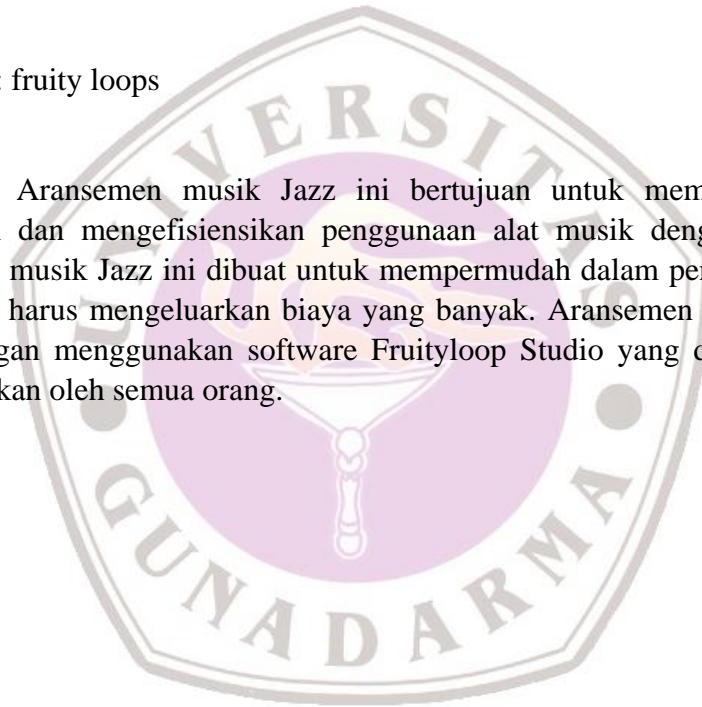 : fruity loops
Aransemen musik Jazz ini bertujuan untuk mem
dan mengefisiensikan penggunaan alat musik deng
musik Jazz ini dibuat untuk mempermudah dalam per
harus mengeluarkan biaya yang banyak. Aransemen
gan menggunakan software Fruityloop Studio yang d
kan oleh semua orang.
UNIVERSITAS
GUNADARMA